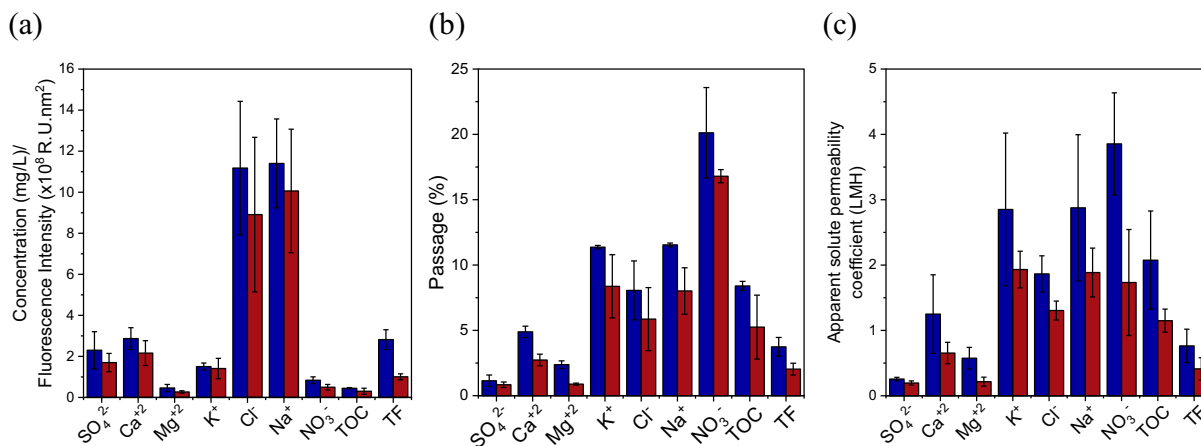 (a)
(b)
(c)
Concentration (mg/L)/
Fluorescence Intensity (x10⁸ R.U.nm²)
16
14
12
10
8
6
4
2
0
SO₄²⁻ Ca⁺² Mg⁺² K⁺ Cl⁻ Na⁺ NO₃⁻ TOC TF
Passage (%)
25
20
15
10
5
0
SO₄²⁻ Ca⁺² Mg⁺² K⁺ Cl⁻ Na⁺ NO₃⁻ TOC TF
Apparent solute permeability
coefficient (LMH)
5
4
3
2
1
0
SO₄²⁻ Ca⁺² Mg⁺² K⁺ Cl⁻ Na⁺ NO₃⁻ TOC TF